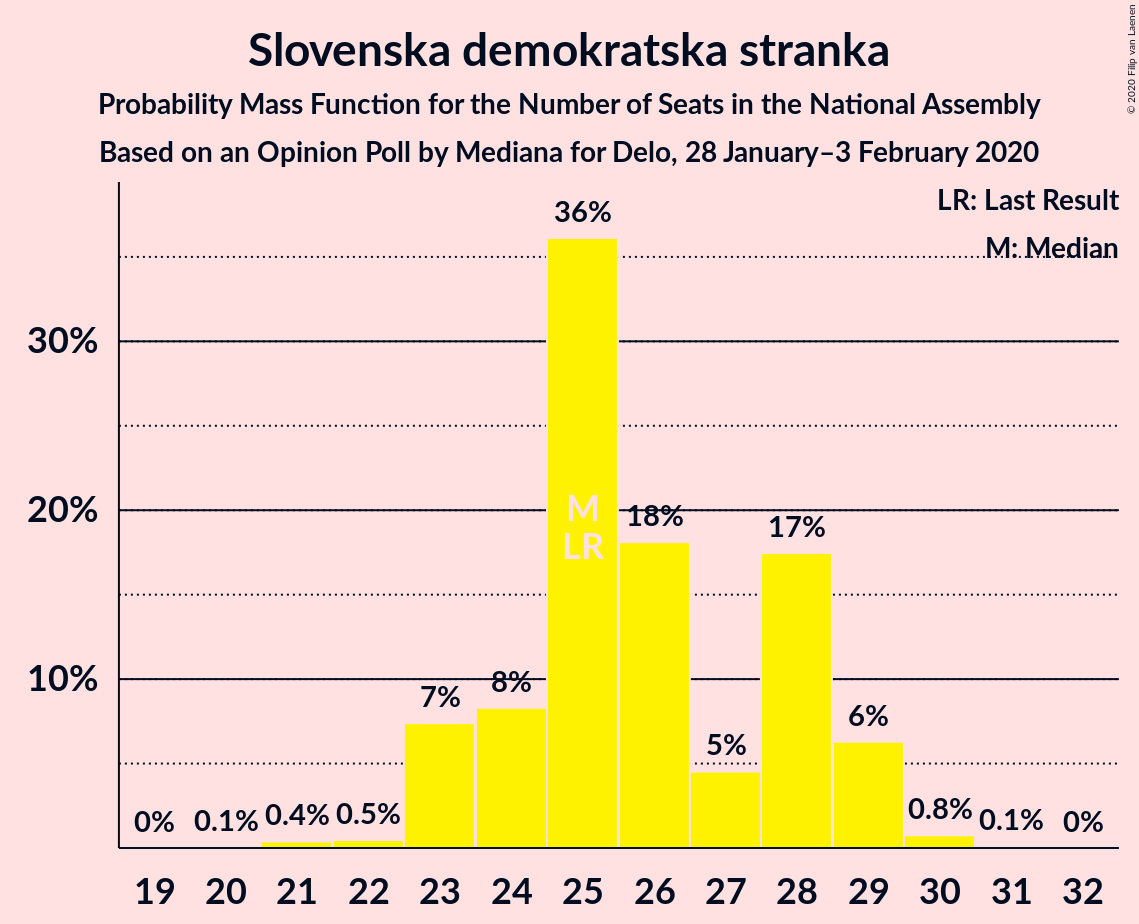 Slovenska demokratska stranka
Probability Mass Function for the Number of Seats in the National Assembly
Based on an Opinion Poll by Mediana for Delo, 28 January–3 February 2020
© 2020 Filip van Laenen
LR: Last Result
M: Median
30%
20%
10%
0%
0.1%
0.4%
0.5%
7%
8%
36%
18%
5%
17%
6%
0.8%
0.1%
0%
M
LR
19 20 21 22 23 24 25 26 27 28 29 30 31 32